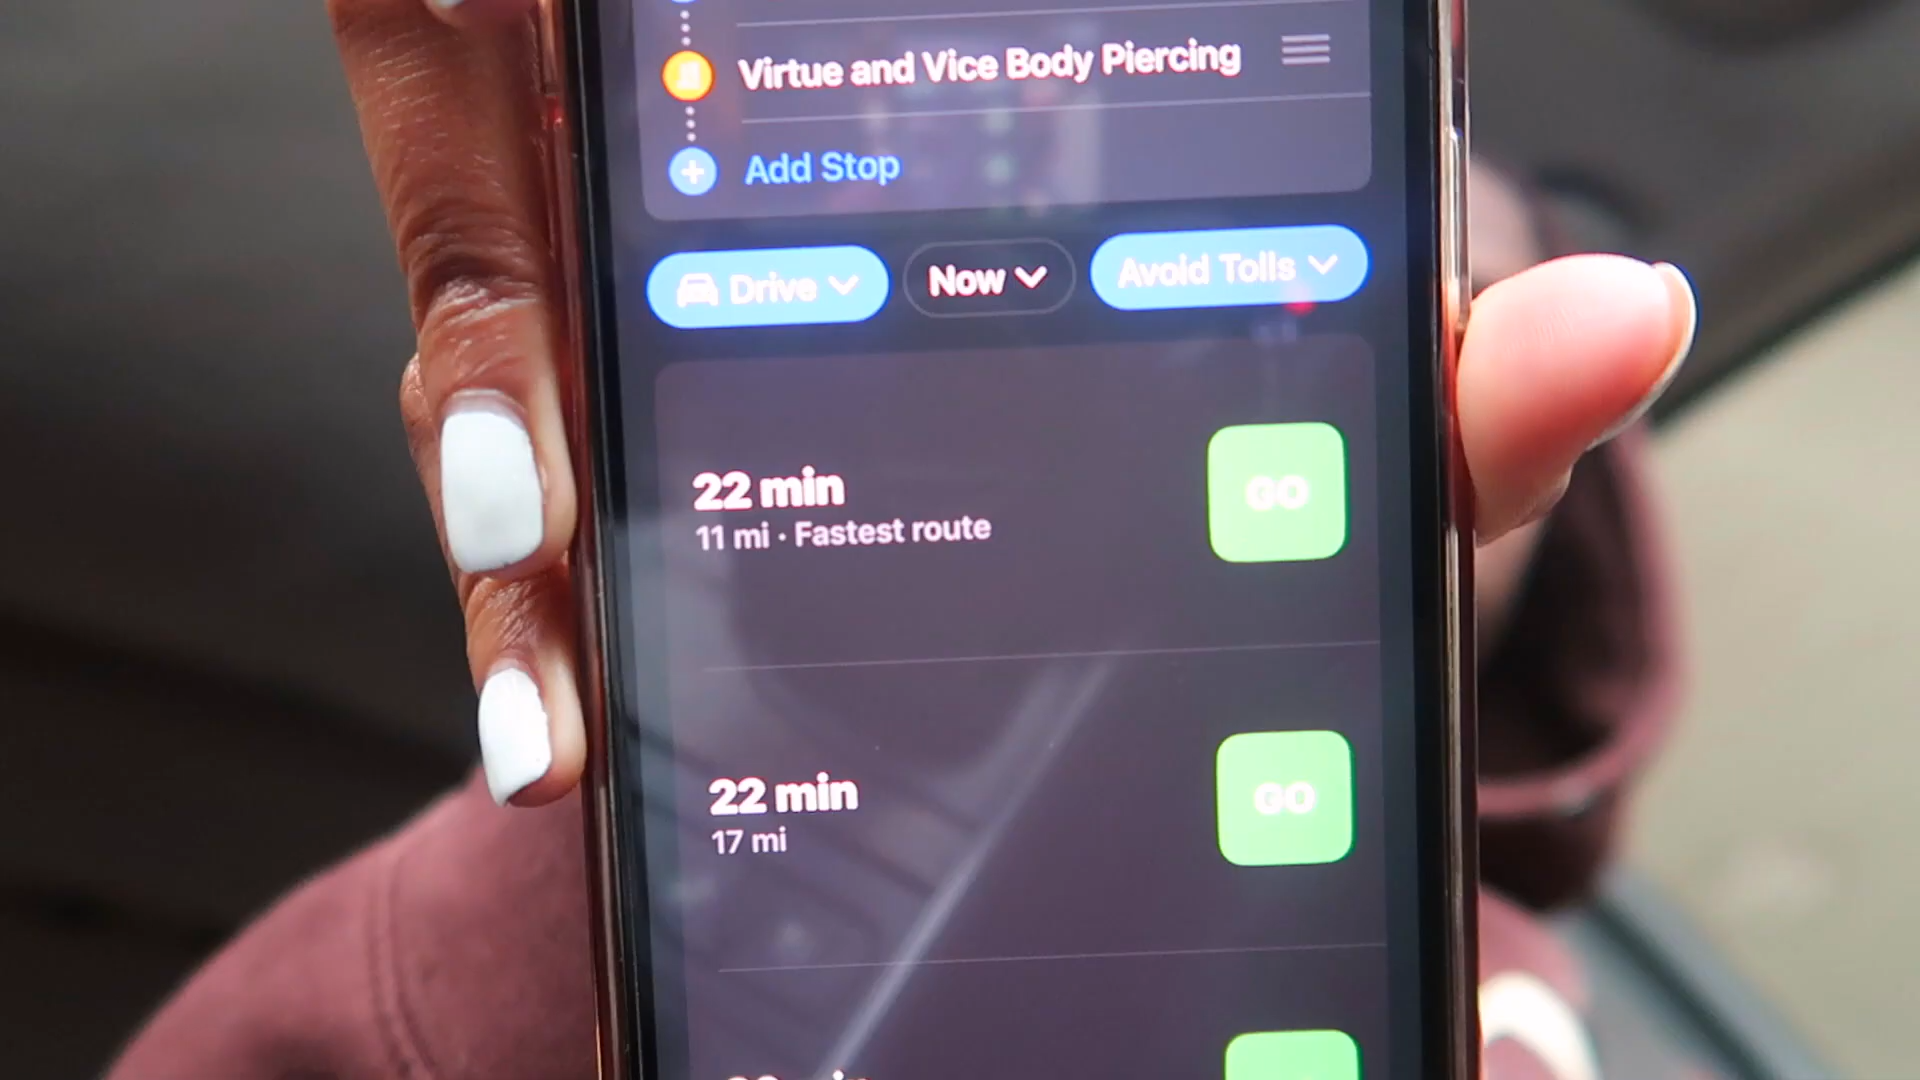 Virtue and Vice Body Piercing
Add Stop
Drive
Now
Avoid Tolls
22 min
11 mi · Fastest route
GO
22 min
17 mi
GO